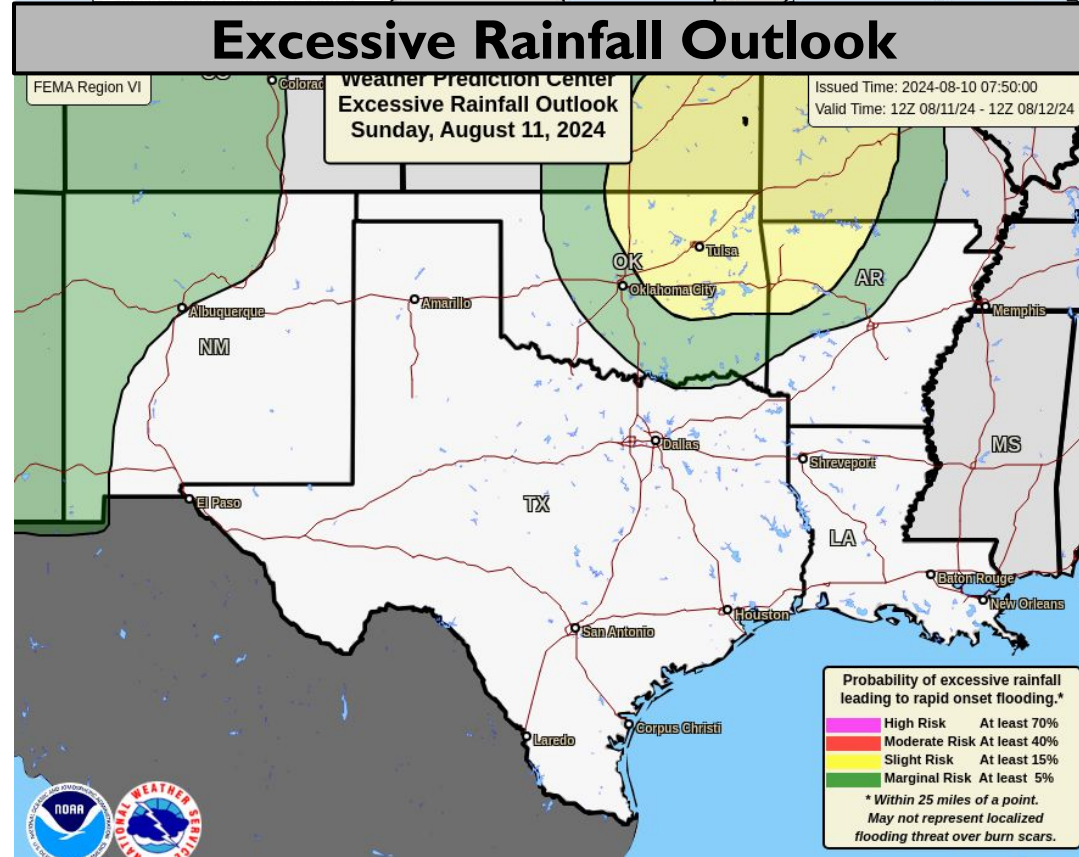 Excessive Rainfall Outlook
FEMA Region VI
Weather Prediction Center
Excessive Rainfall Outlook
Sunday, August 11, 2024
Issued Time: 2024-08-10 07:50:00
Valid Time: 12Z 08/11/24 - 12Z 08/12/24
Tulsa
OK
AR
Oklahoma City
Albuquerque
Amarillo
Memphis
NM
Dallas
MS
Shreveport
El Paso
TX
LA
Baton Rouge
New Orleans
Houston
San Antonio
Corpus Christi
Laredo
Probability of excessive rainfall
leading to rapid onset flooding.*
High Risk At least 70%
Moderate Risk At least 40%
Slight Risk At least 15%
Marginal Risk At least 5%
* Within 25 miles of a point.
May not represent localized
flooding threat over burn scars.
NOAA
NATIONAL WEATHER SERVICE